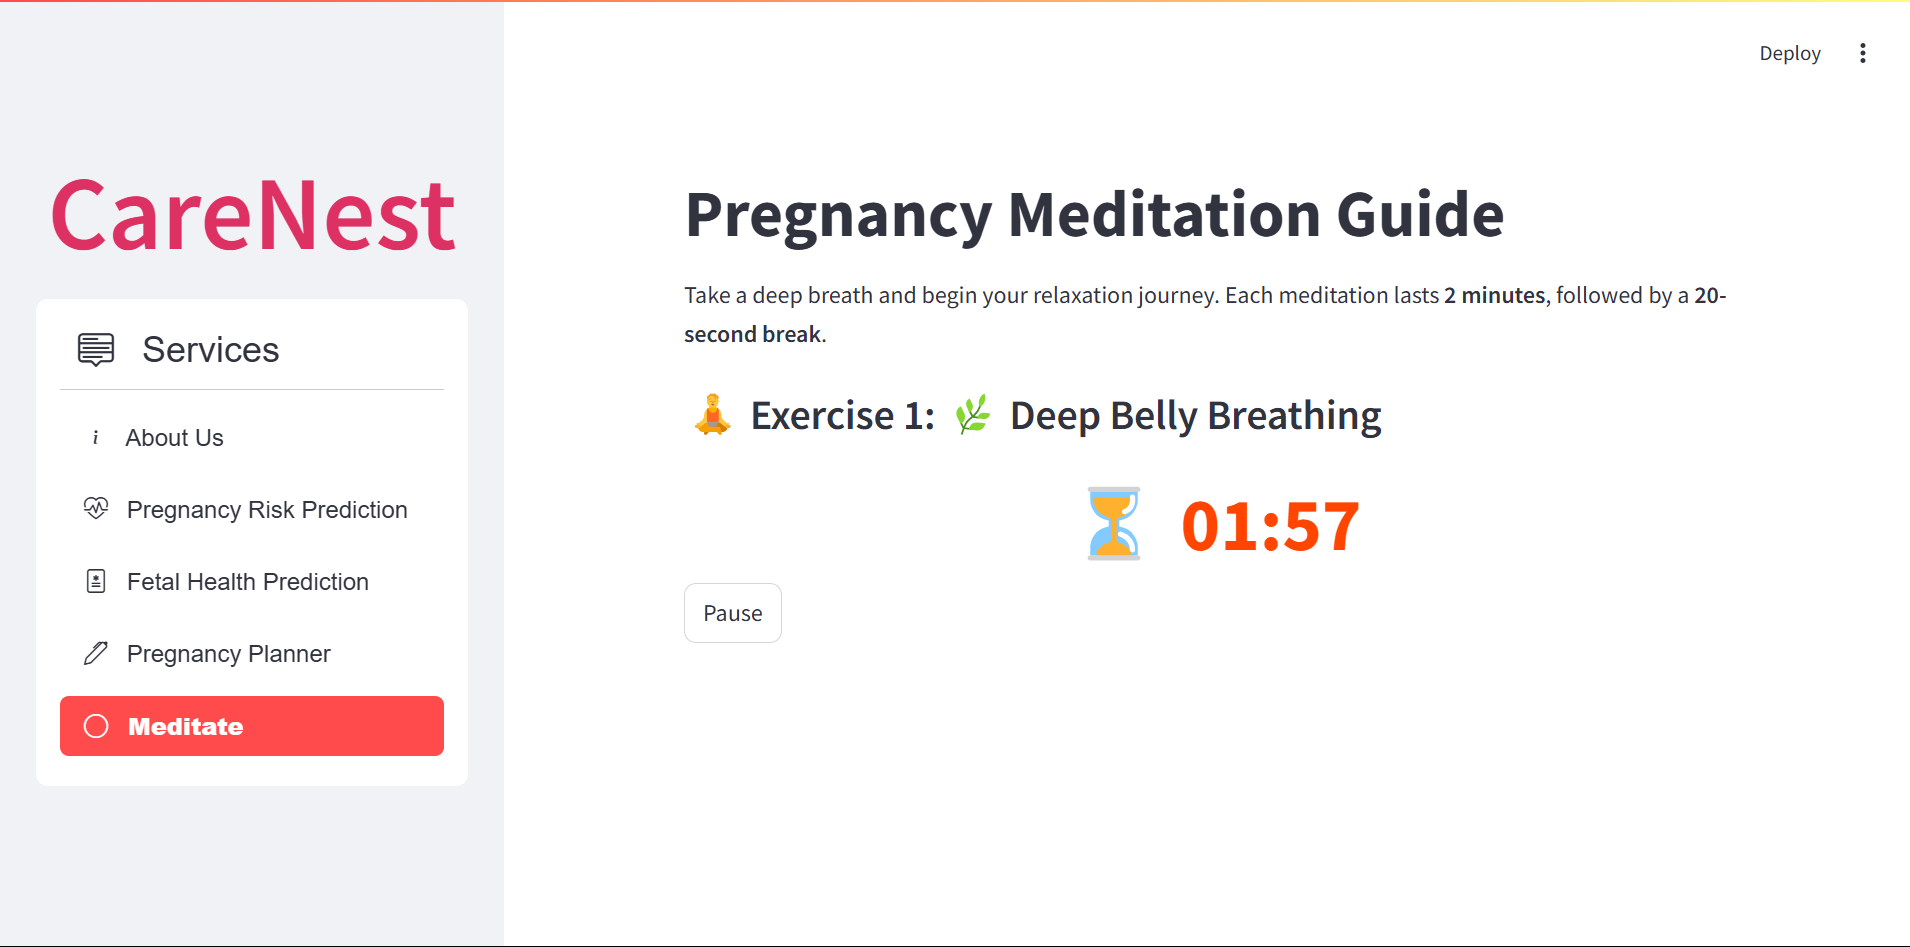 Deploy
CareNest
Services
i About Us
Pregnancy Risk Prediction
Fetal Health Prediction
Pregnancy Planner
Meditate
Pregnancy Meditation Guide
Take a deep breath and begin your relaxation journey. Each meditation lasts 2 minutes, followed by a 20-
second break.
Exercise 1: Deep Belly Breathing
01:57
Pause